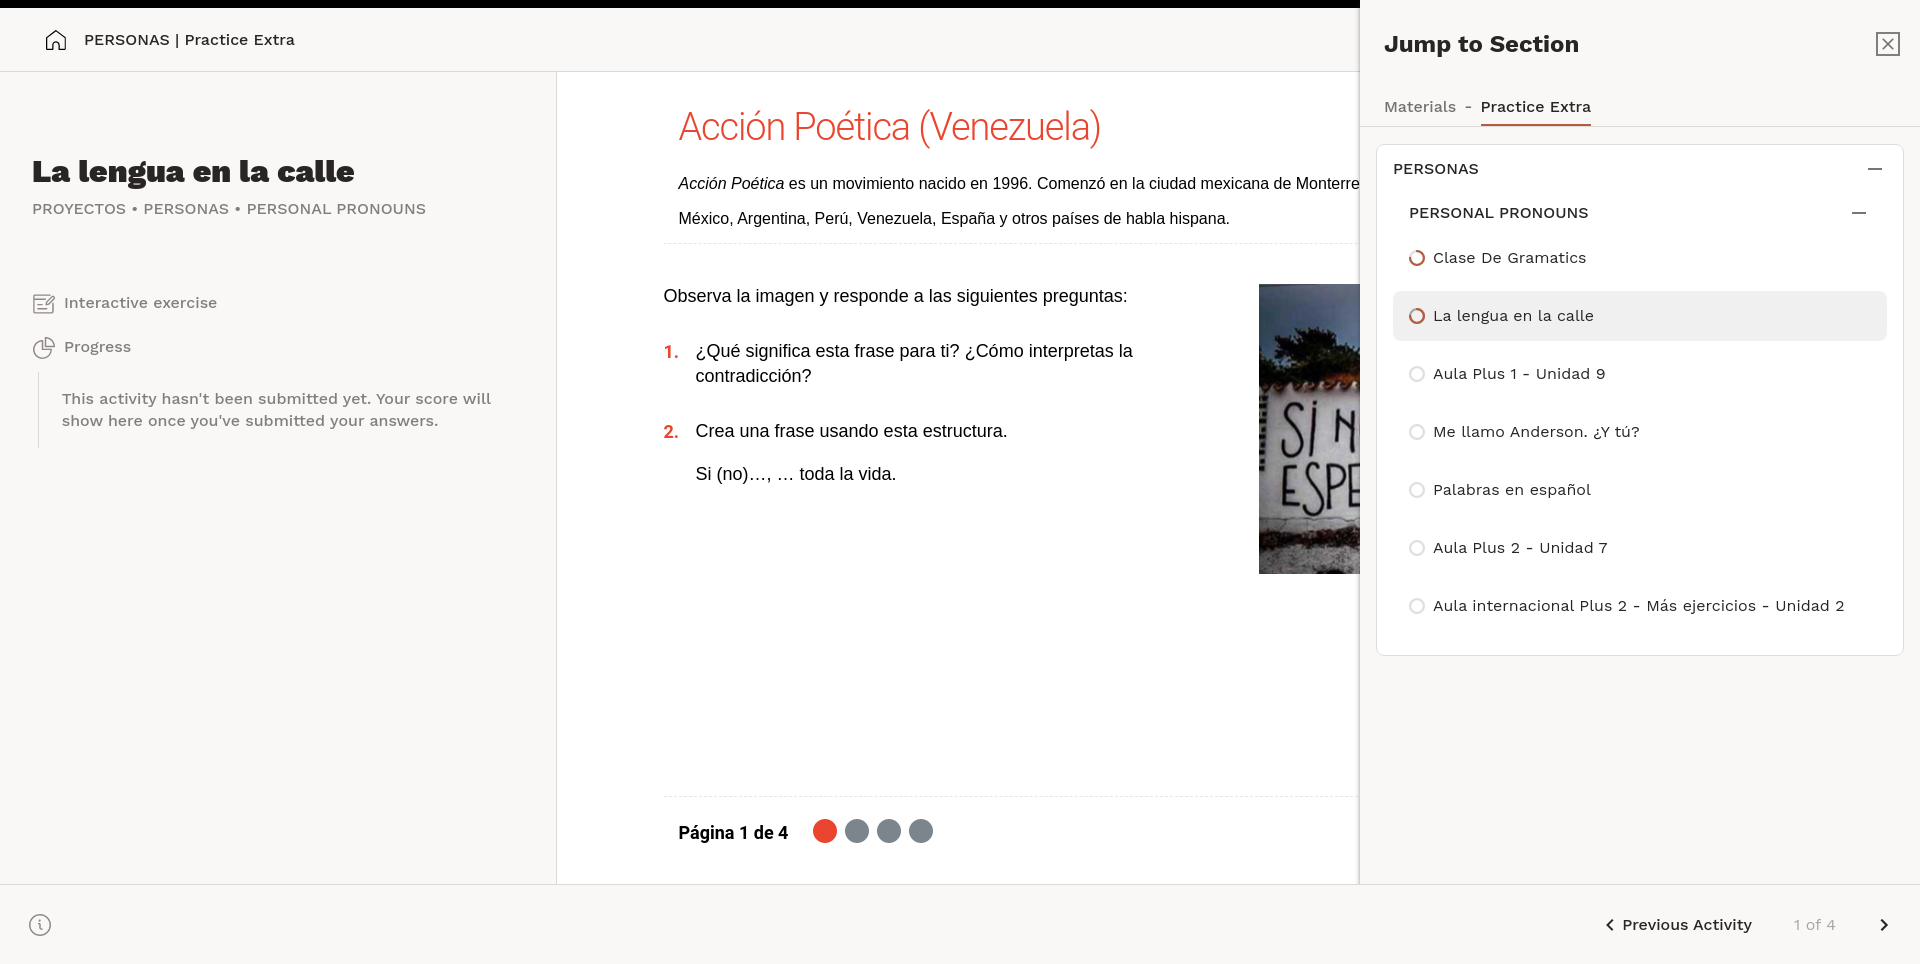 PERSONAS | Practice Extra
La lengua en la calle
PROYECTOS • PERSONAS • PERSONAL PRONOUNS
Interactive exercise
Progress
This activity hasn't been submitted yet. Your score will
show here once you've submitted your answers.
Acción Poética (Venezuela)
Acción Poética es un movimiento nacido en 1996. Comenzó en la ciudad mexicana de Monterre
México, Argentina, Perú, Venezuela, España y otros países de habla hispana.
Observa la imagen y responde a las siguientes preguntas:
1. ¿Qué significa esta frase para ti? ¿Cómo interpretas la
contradicción?
2. Crea una frase usando esta estructura.
Si (no)…, … toda la vida.
SI N
ESPE
Página 1 de 4
Jump to Section
Materials - Practice Extra
PERSONAS
PERSONAL PRONOUNS
Clase De Gramatics
La lengua en la calle
Aula Plus 1 - Unidad 9
Me llamo Anderson. ¿Y tú?
Palabras en español
Aula Plus 2 - Unidad 7
Aula internacional Plus 2 - Más ejercicios - Unidad 2
Previous Activity
1 of 4